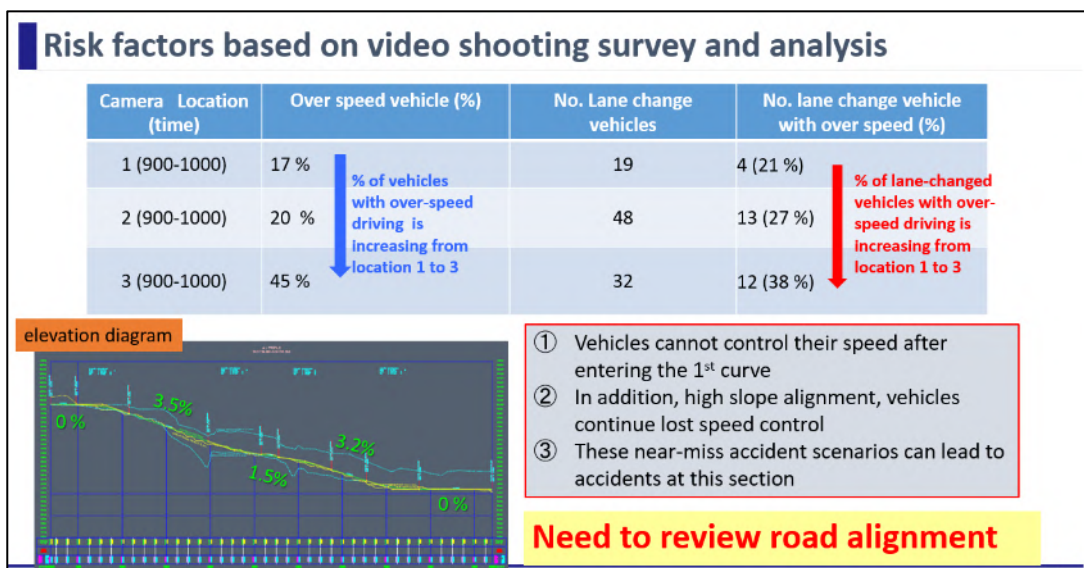 Risk factors based on video shooting survey and analysis
Camera Location
(time)
Over speed vehicle (%)
No. Lane change
vehicles
No. lane change vehicle
with over speed (%)
1 (900-1000)
17 %
19
4 (21 %)
2 (900-1000)
20 %
48
13 (27 %)
3 (900-1000)
45 %
32
12 (38 %)
% of vehicles
with over-speed
driving is
increasing from
location 1 to 3
% of lane-changed
vehicles with over-
speed driving is
increasing from
location 1 to 3
elevation diagram
0 %
3.5%
3.2%
1.5%
0 %
① Vehicles cannot control their speed after
entering the 1st curve
② In addition, high slope alignment, vehicles
continue lost speed control
③ These near-miss accident scenarios can lead to
accidents at this section
Need to review road alignment